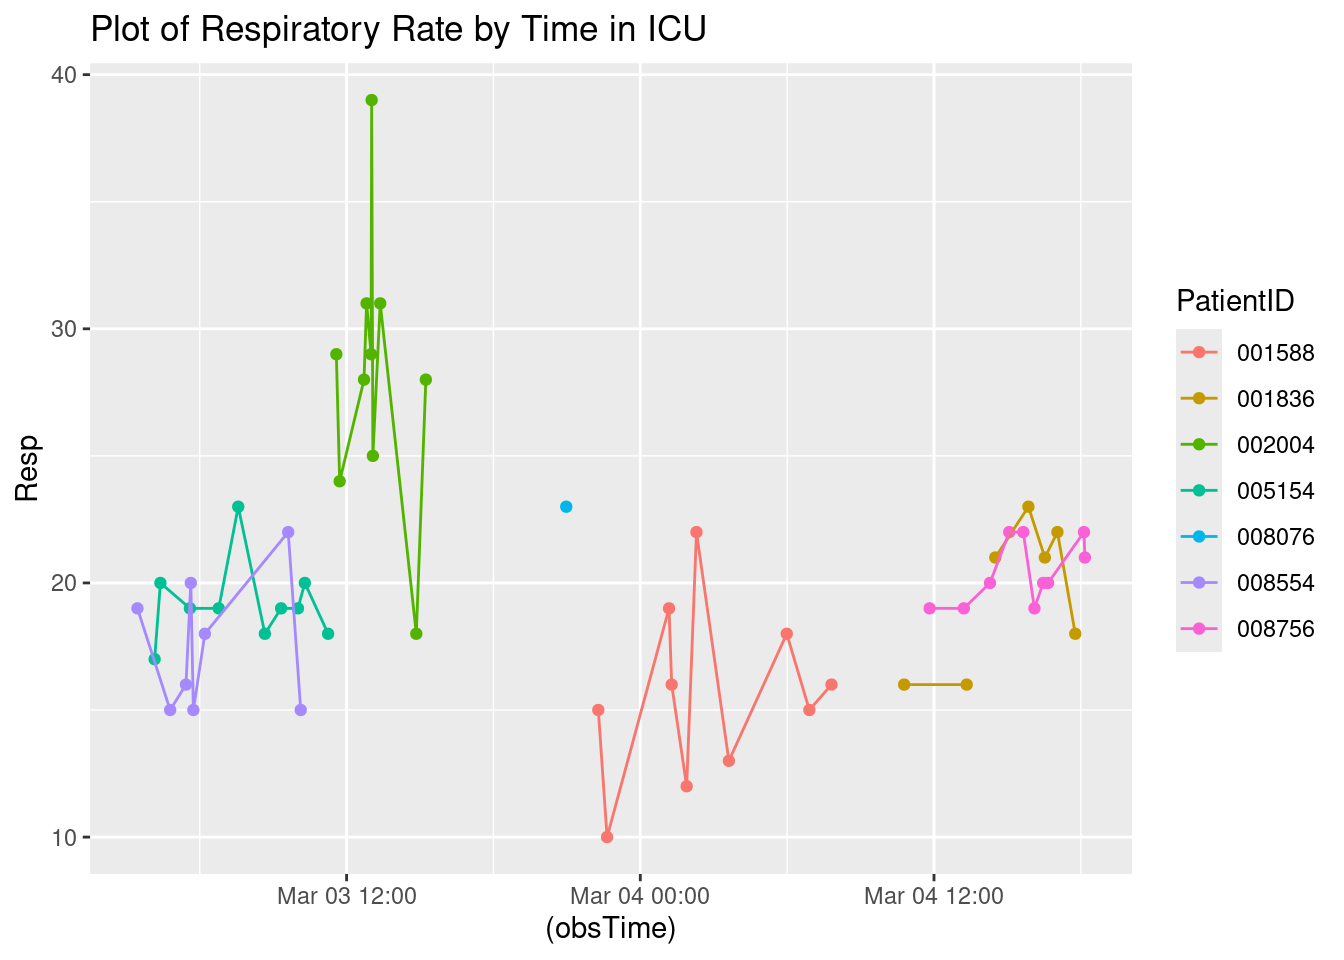 Plot of Respiratory Rate by Time in ICU
40
30
20
10
Resp
Mar 03 12:00
Mar 04 00:00
Mar 04 12:00
(obsTime)
PatientID
001588
001836
002004
005154
008076
008554
008756